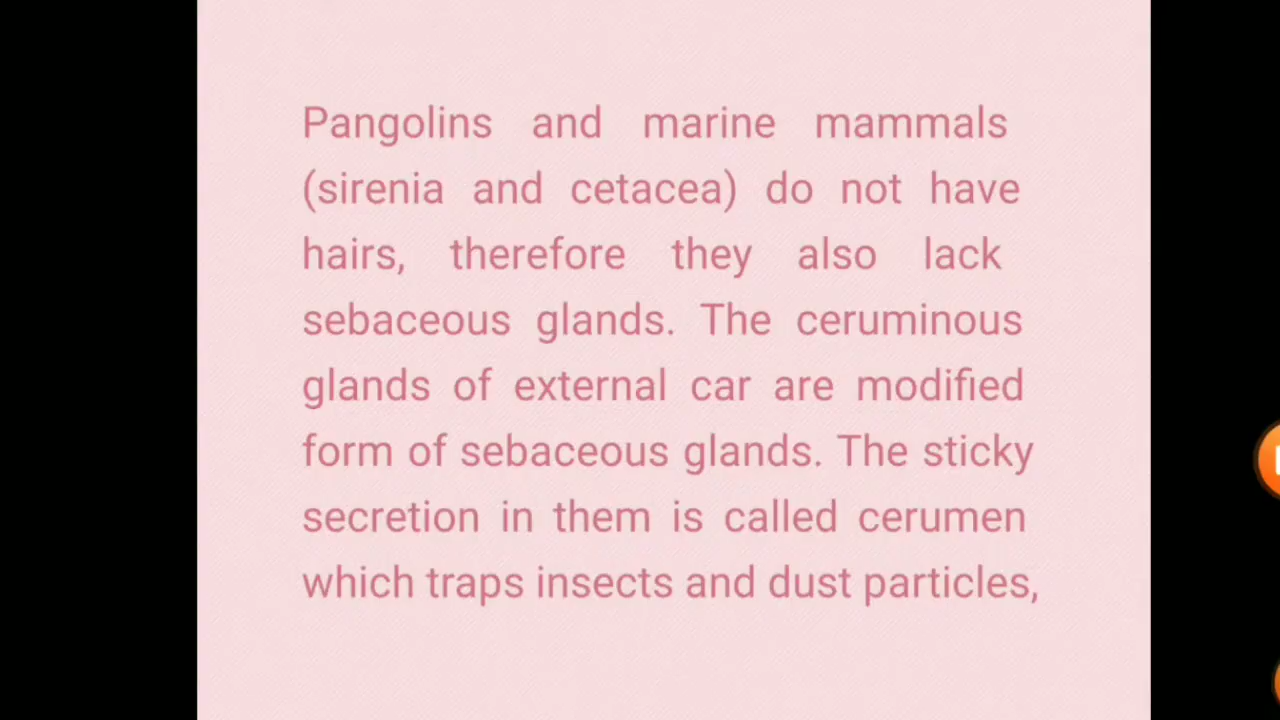 Pangolins and marine mammals
(sirenia and cetacea) do not have
hairs, therefore they also lack
sebaceous glands. The ceruminous
glands of external car are modified
form of sebaceous glands. The sticky
secretion in them is called cerumen
which traps insects and dust particles,